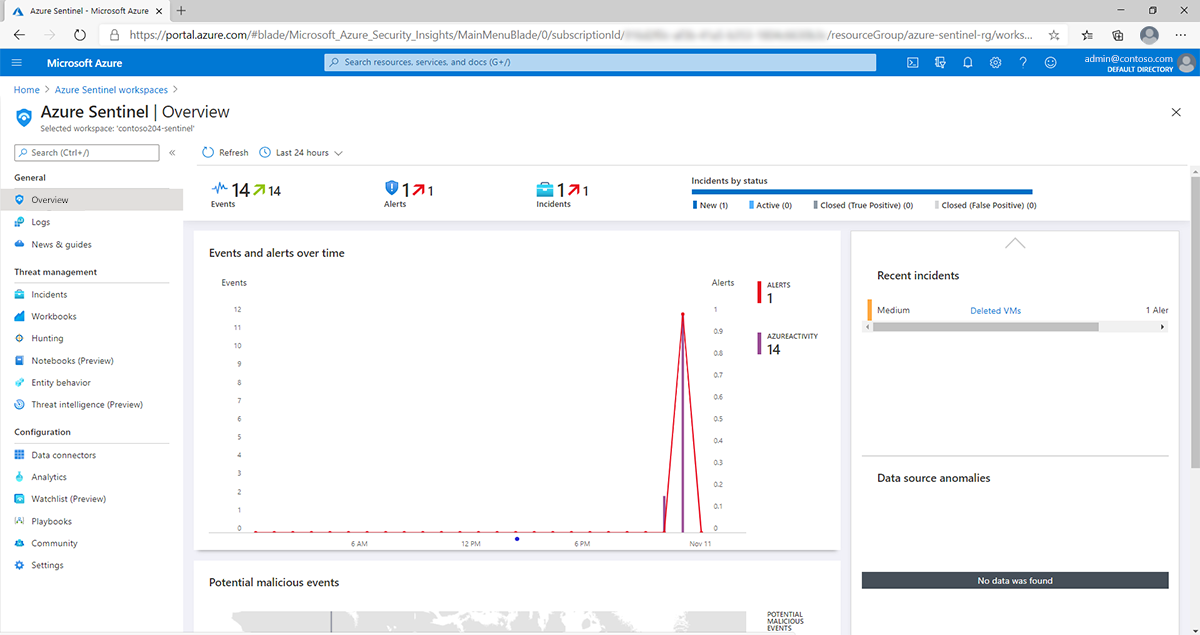 Azure Sentinel - Microsoft Azure
https://portal.azure.com/#blade/Microsoft_Azure_Security_Insights/MainMenuBlade/0/subscriptionId/ /resourceGroup/azure-sentinel-rg/works...
Microsoft Azure
Search resources, services, and docs (G+/)
admin@contoso.com
DEFAULT DIRECTORY
Home > Azure Sentinel workspaces >
Azure Sentinel | Overview
Selected workspace: 'contoso204-sentinel'
Search (Ctrl+/)
«
Refresh
Last 24 hours
General
Overview
Logs
News & guides
Threat management
Incidents
Workbooks
Hunting
Notebooks (Preview)
Entity behavior
Threat intelligence (Preview)
Configuration
Data connectors
Analytics
Watchlist (Preview)
Playbooks
Community
Settings
14 14
Events
1 1
Alerts
1 1
Incidents
Incidents by status
New (1) Active (0) Closed (True Positive) (0) Closed (False Positive) (0)
Events and alerts over time
Events
Alerts
12
11
10
9
8
7
6
5
4
3
2
1
0
1
0.9
0.8
0.7
0.6
0.5
0.4
0.3
0.2
0.1
0
6 AM 12 PM 6 PM Nov 11
ALERTS
1
AZUREACTIVITY
14
Recent incidents
Medium Deleted VMs 1 Aler
Data source anomalies
No data was found
Potential malicious events
POTENTIAL
MALICIOUS
EVENTS